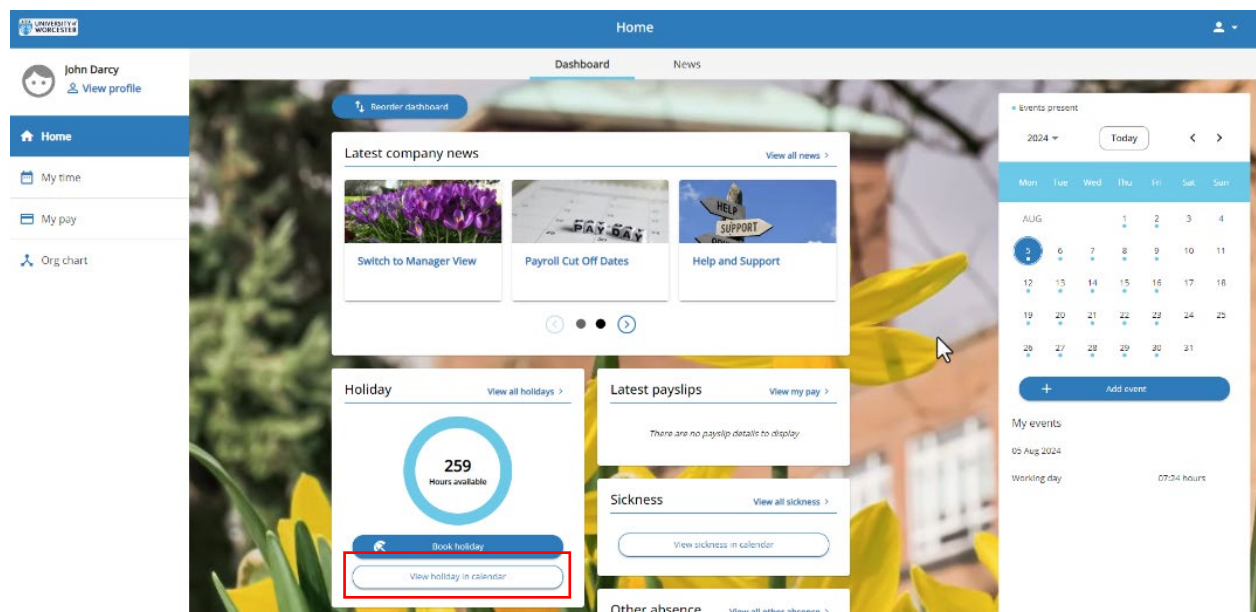 UNIVERSITY of
WORCESTER
Home
John Darcy
View profile
Home
My time
My pay
Org chart
Dashboard
News
Reorder dashboard
Latest company news
View all news >
PAY DAY
HELP
SUPPORT
Switch to Manager View
Payroll Cut Off Dates
Help and Support
Holiday
View all holidays >
259
Hours available
Book holiday
View holiday in calendar
Latest payslips
View my pay >
There are no payslip details to display
Sickness
View all sickness >
View sickness in calendar
Other absence
View all other absence >
Events present
2024
Today
< >
Mon Tue Wed Thu Fri Sat Sun
AUG 1 2 3 4
5 6 7 8 9 10 11
12 13 14 15 16 17 18
19 20 21 22 23 24 25
26 27 28 29 30 31
+ Add event
My events
05 Aug 2024
Working day 07:24 hours